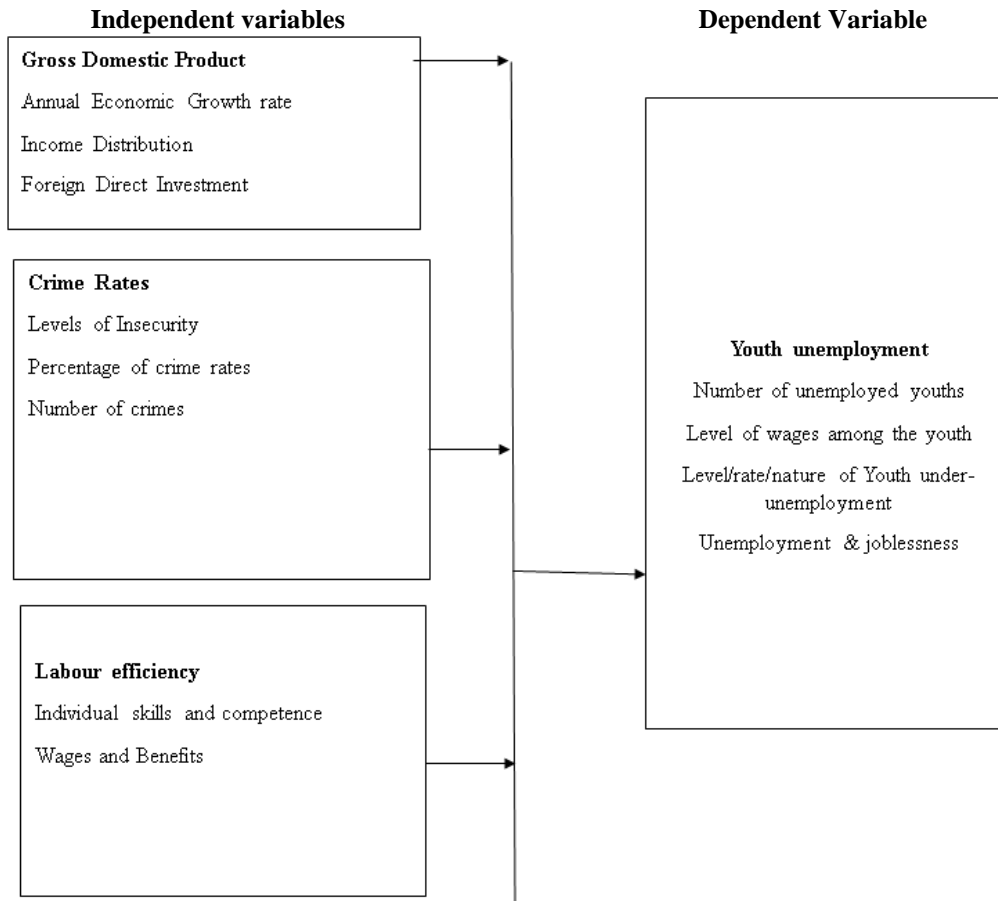 Independent variables
Dependent Variable
Gross Domestic Product
Annual Economic Growth rate
Income Distribution
Foreign Direct Investment
Crime Rates
Levels of Insecurity
Percentage of crime rates
Number of crimes
Labour efficiency
Individual skills and competence
Wages and Benefits
Youth unemployment
Number of unemployed youths
Level of wages among the youth
Level/rate/nature of Youth under-
unemployment
Unemployment & joblessness